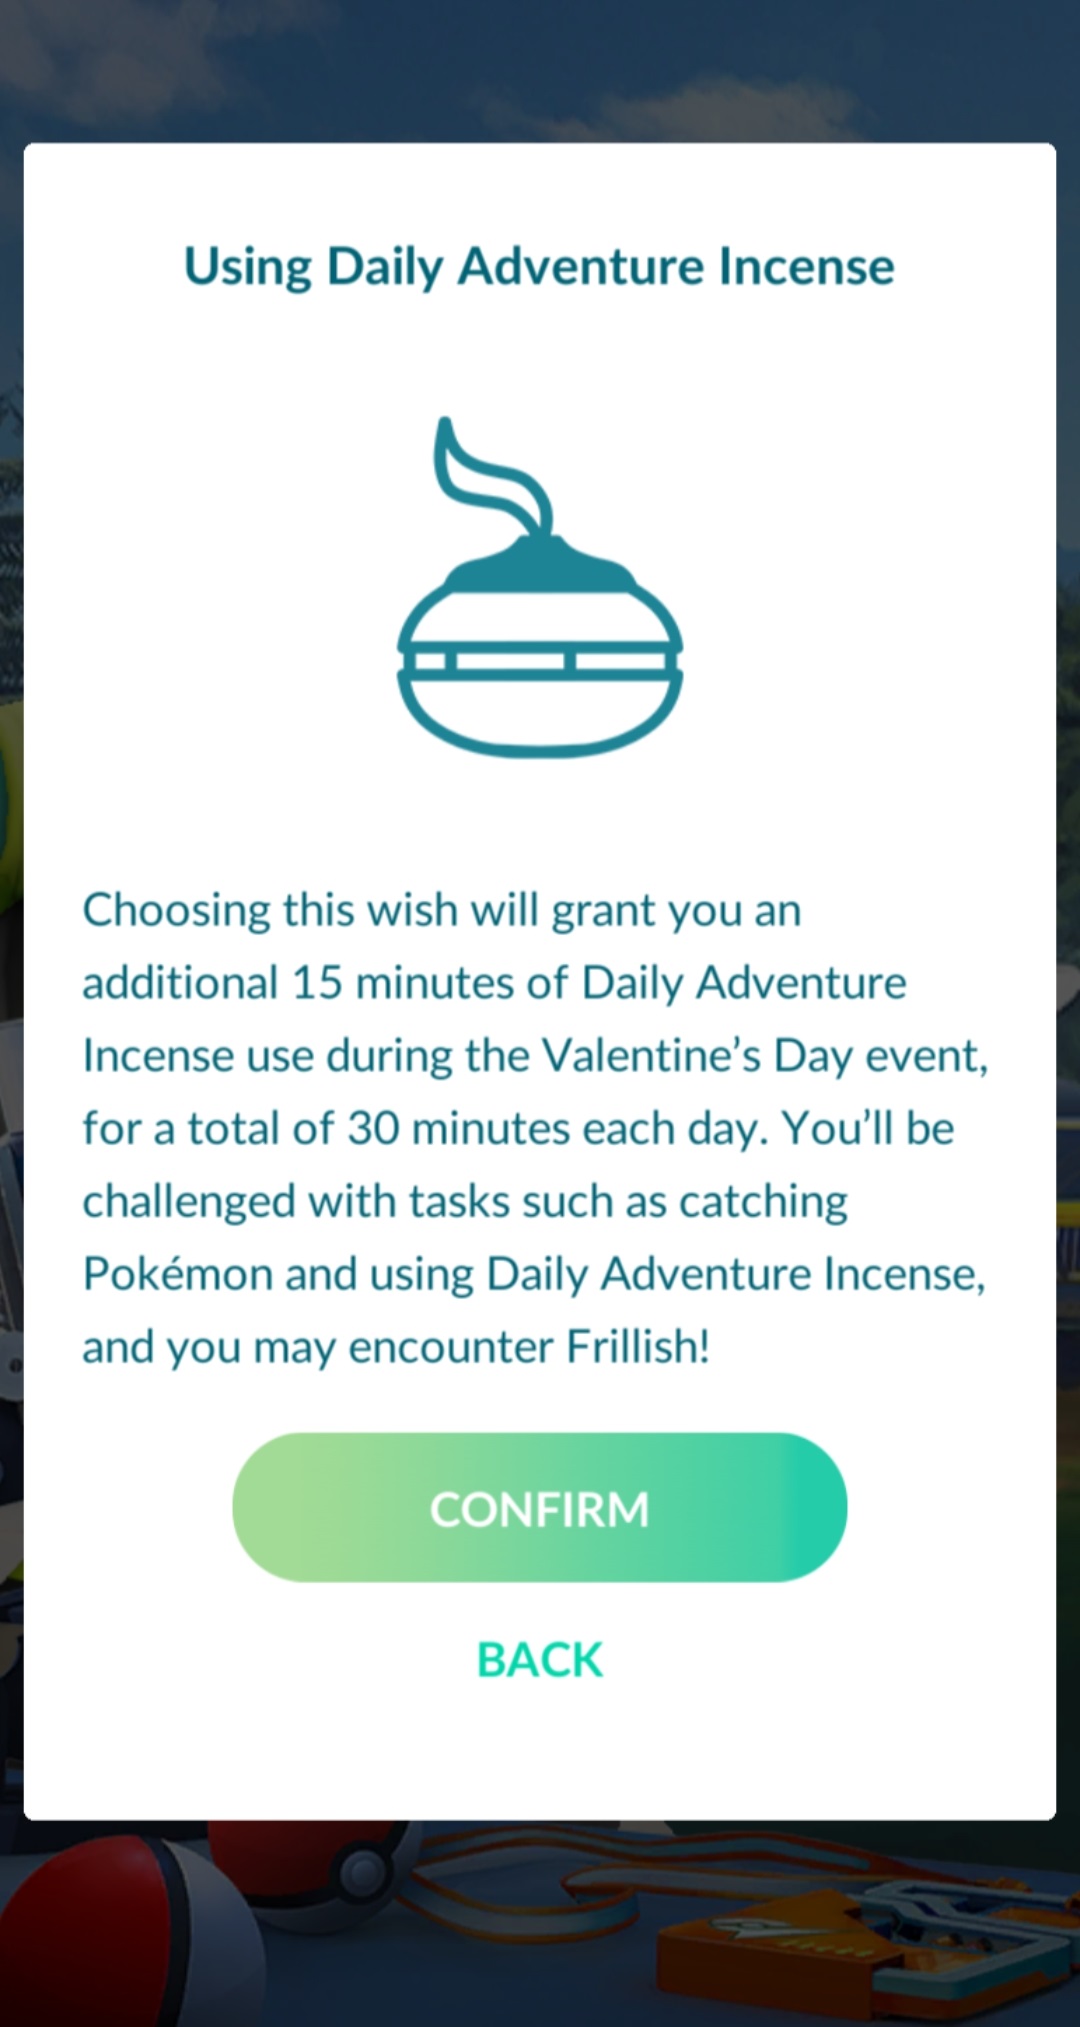 Using Daily Adventure Incense
Choosing this wish will grant you an
additional 15 minutes of Daily Adventure
Incense use during the Valentine’s Day event,
for a total of 30 minutes each day. You’ll be
challenged with tasks such as catching
Pokémon and using Daily Adventure Incense,
and you may encounter Frillish!
CONFIRM
BACK